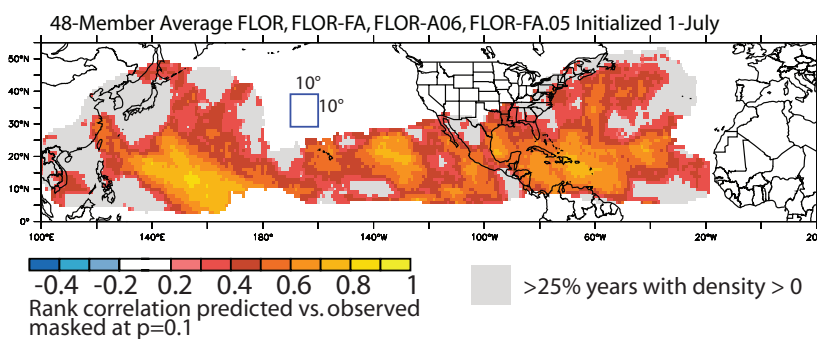 48-Member Average FLOR, FLOR-FA, FLOR-A06, FLOR-FA.05 Initialized 1-July
50°N
40°N
30°N
20°N
10°N
0°
10°
10°
100°E 140°E 180° 140°W 100°W 60°W 20°W 20
-0.4 -0.2 0 0.2 0.4 0.6 0.8 1
Rank correlation predicted vs. observed
masked at p=0.1
>25% years with density > 0